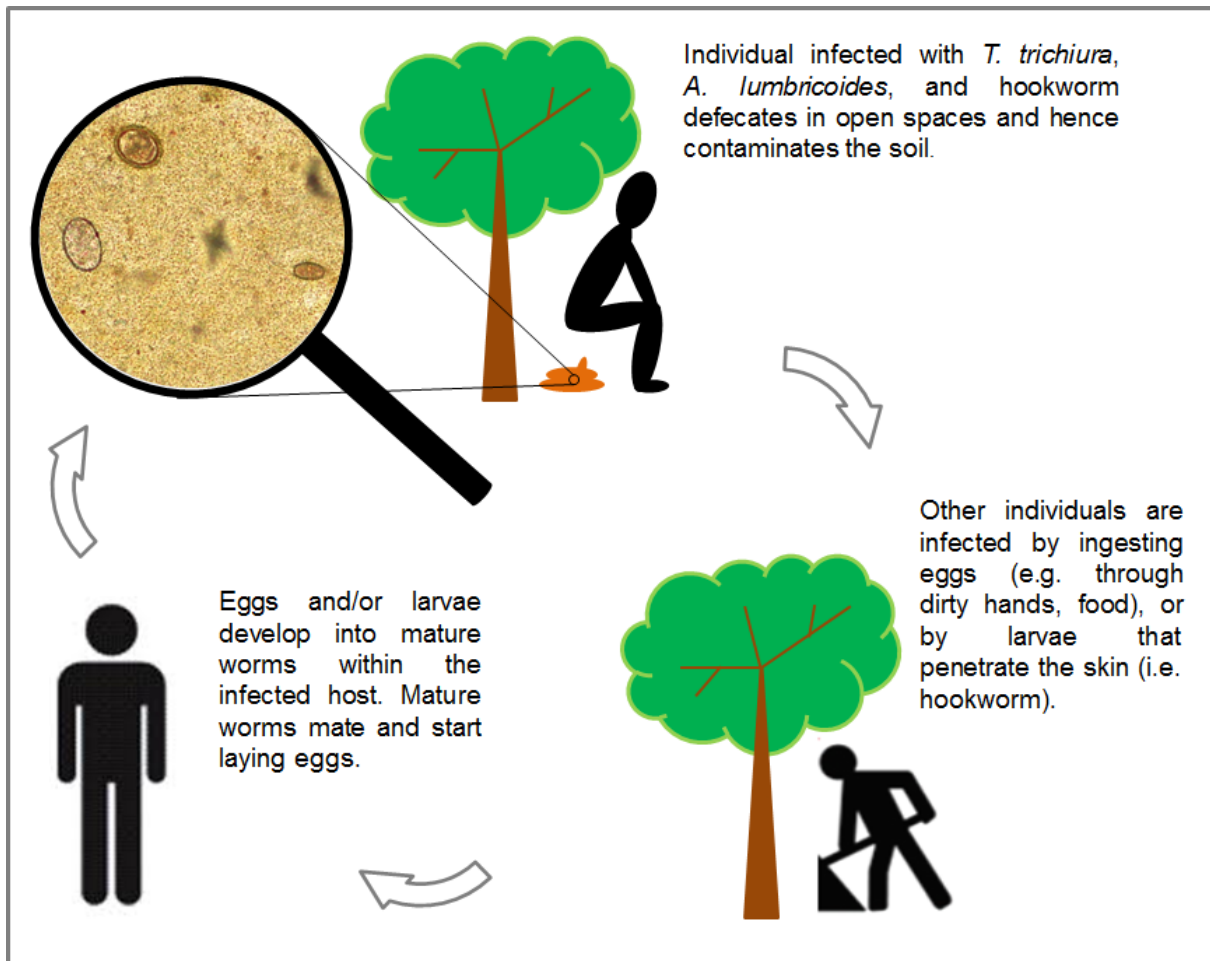 Individual infected with T. trichiura,
A. lumbricoides, and hookworm
defecates in open spaces and hence
contaminates the soil.
Other individuals are
infected by ingesting
eggs (e.g. through
dirty hands, food), or
by larvae that
penetrate the skin (i.e.
hookworm).
Eggs and/or larvae
develop into mature
worms within the
infected host. Mature
worms mate and start
laying eggs.